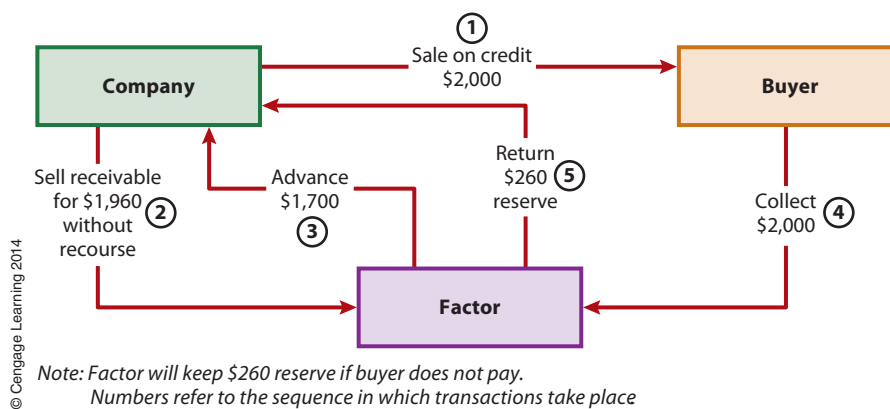 1
Sale on credit
$2,000
Company
Buyer
Sell receivable
for $1,960
without
recourse
2
Advance
$1,700
3
Return
$260
reserve
5
Collect
$2,000
4
Factor
© Cengage Learning 2014
Note: Factor will keep $260 reserve if buyer does not pay.
Numbers refer to the sequence in which transactions take place